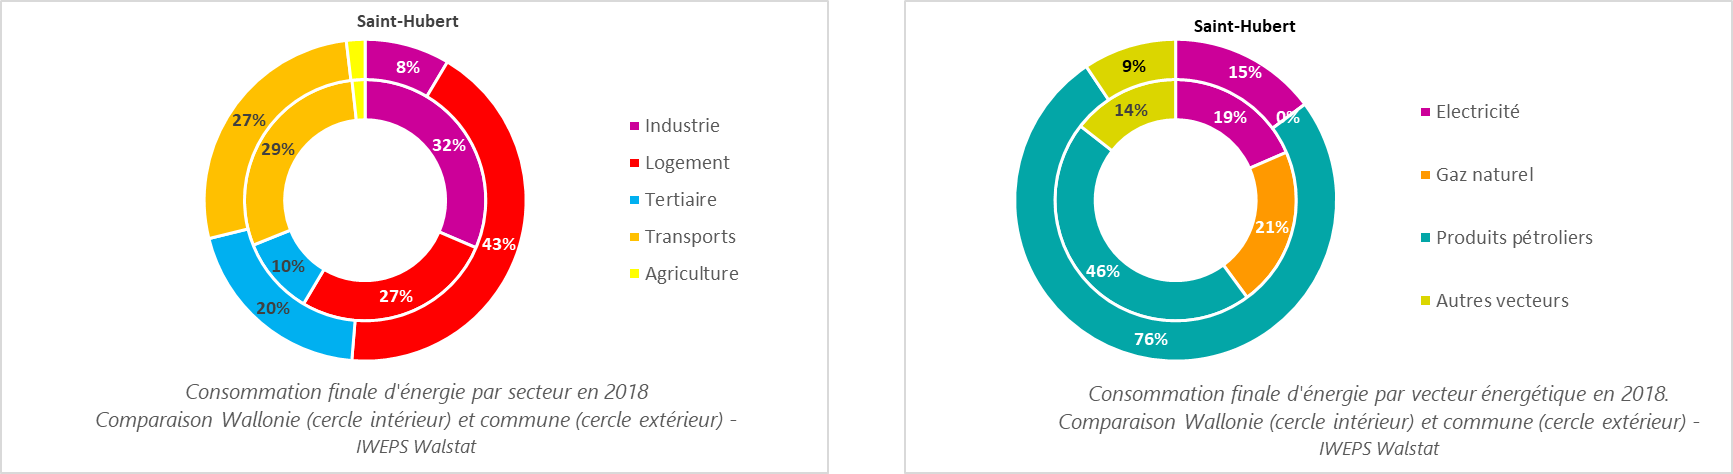 Saint-Hubert
8%
32%
27%
29%
43%
10%
27%
20%
Industrie
Logement
Tertiaire
Transports
Agriculture
Consommation finale d'énergie par secteur en 2018
Comparaison Wallonie (cercle intérieur) et commune (cercle extérieur) -
IWEPS Walstat
Saint-Hubert
9%
15%
14%
19%
0%
21%
46%
76%
Electricité
Gaz naturel
Produits pétroliers
Autres vecteurs
Consommation finale d'énergie par vecteur énergétique en 2018.
Comparaison Wallonie (cercle intérieur) et commune (cercle extérieur) -
IWEPS Walstat